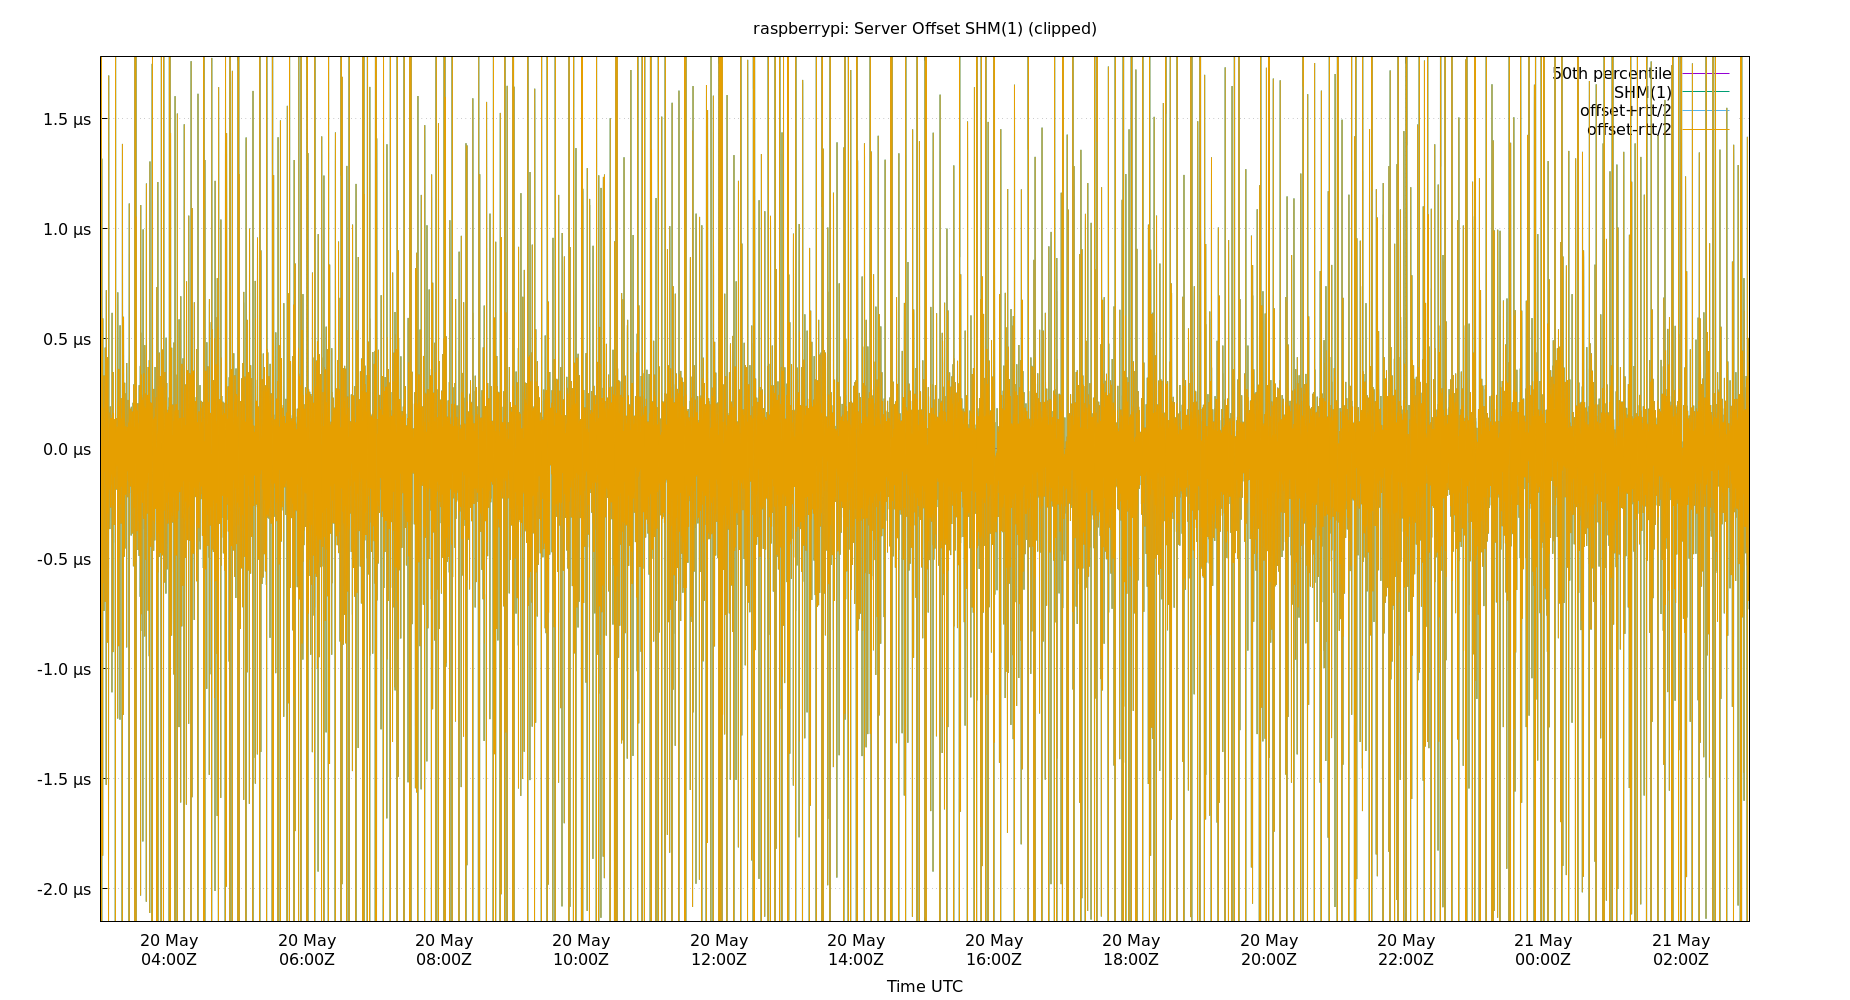 raspberrypi: Server Offset SHM(1) (clipped)
50th percentile
SHM(1)
offset+rtt/2
offset-rtt/2
1.5 µs
1.0 µs
0.5 µs
0.0 µs
-0.5 µs
-1.0 µs
-1.5 µs
-2.0 µs
20 May 20 May 20 May 20 May 20 May 20 May 20 May 20 May 20 May 20 May 21 May 21 May
04:00Z 06:00Z 08:00Z 10:00Z 12:00Z 14:00Z 16:00Z 18:00Z 20:00Z 22:00Z 00:00Z 02:00Z
Time UTC